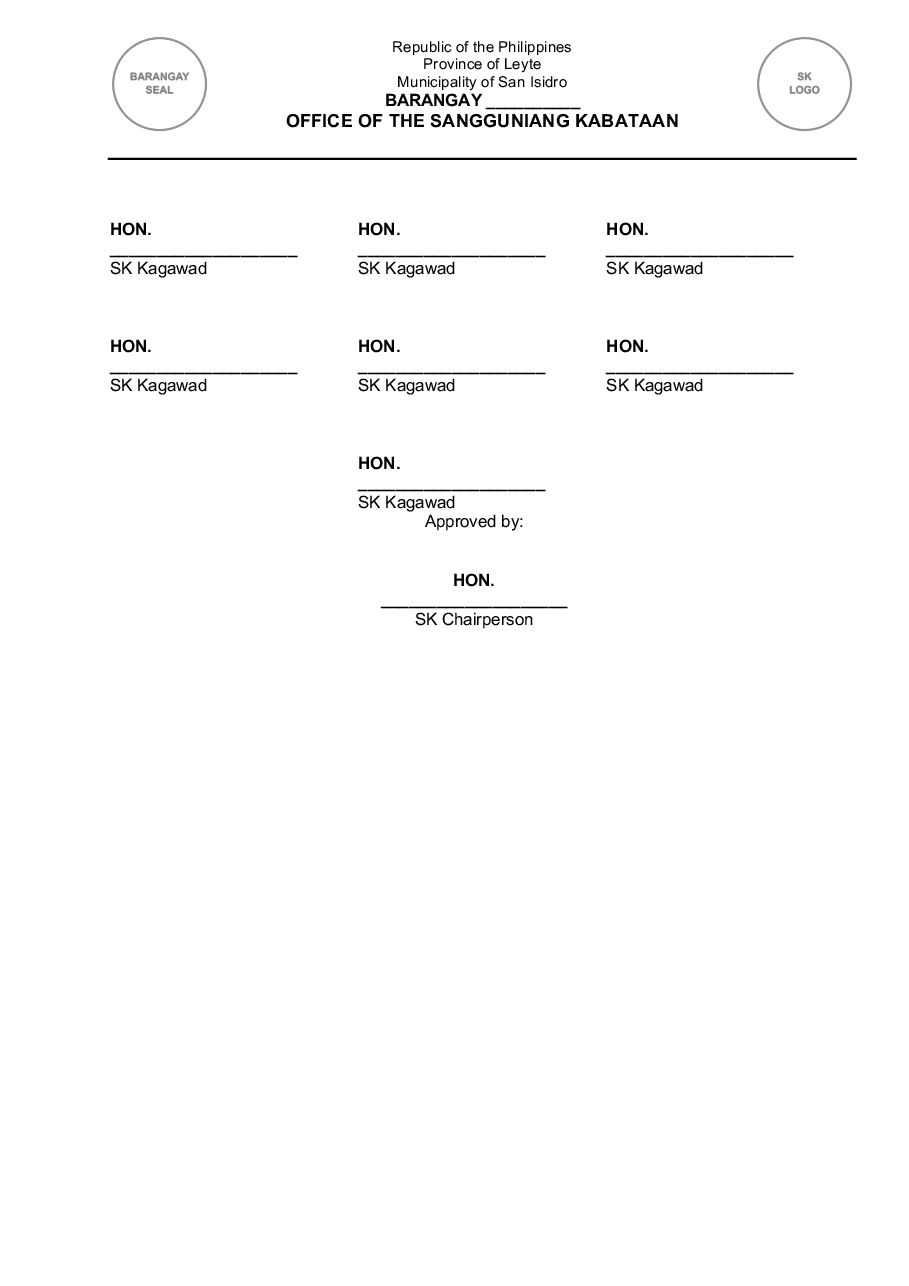 BARANGAY
SEAL
Republic of the Philippines
Province of Leyte
Municipality of San Isidro
BARANGAY __________
OFFICE OF THE SANGGUNIANG KABATAAN
SK
LOGO
HON. HON. HON.
____________________ ____________________ ____________________
SK Kagawad SK Kagawad SK Kagawad
HON. HON. HON.
____________________ ____________________ ____________________
SK Kagawad SK Kagawad SK Kagawad
HON.
____________________
SK Kagawad
Approved by:
HON.
____________________
SK Chairperson